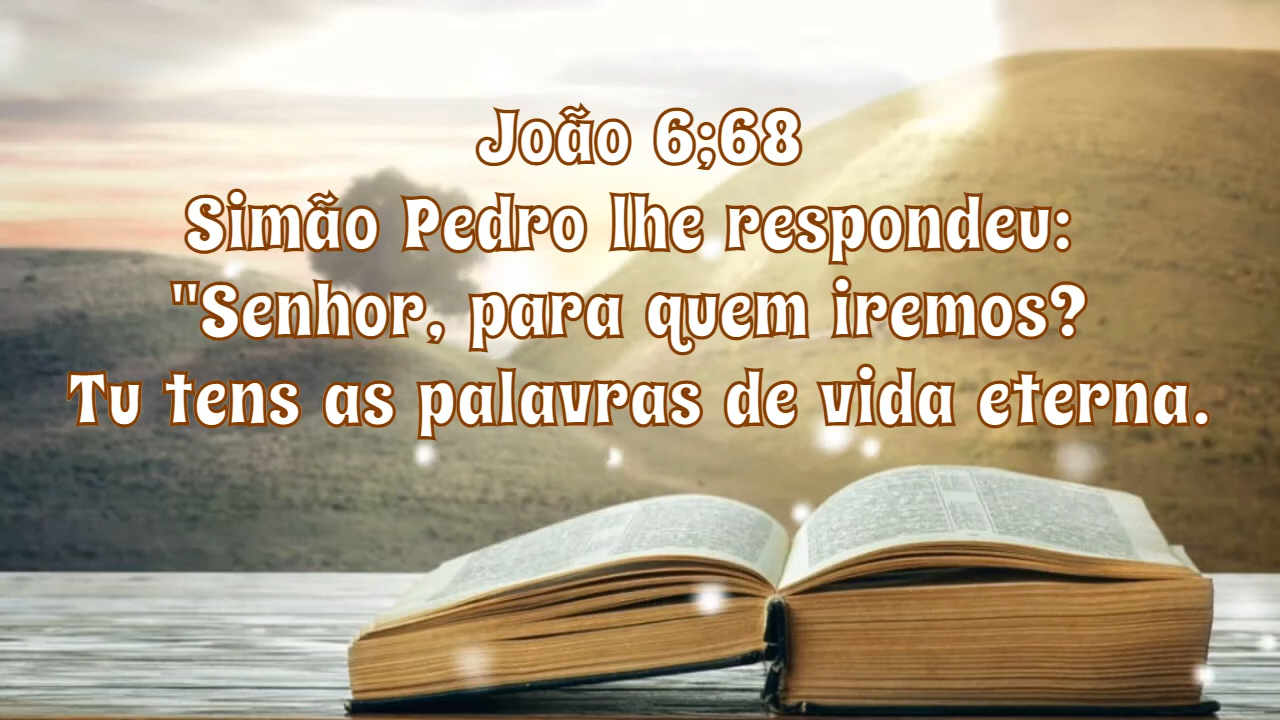 João 6;68
Simão Pedro lhe respondeu:
"Senhor, para quem iremos?
Tu tens as palavras de vida eterna.